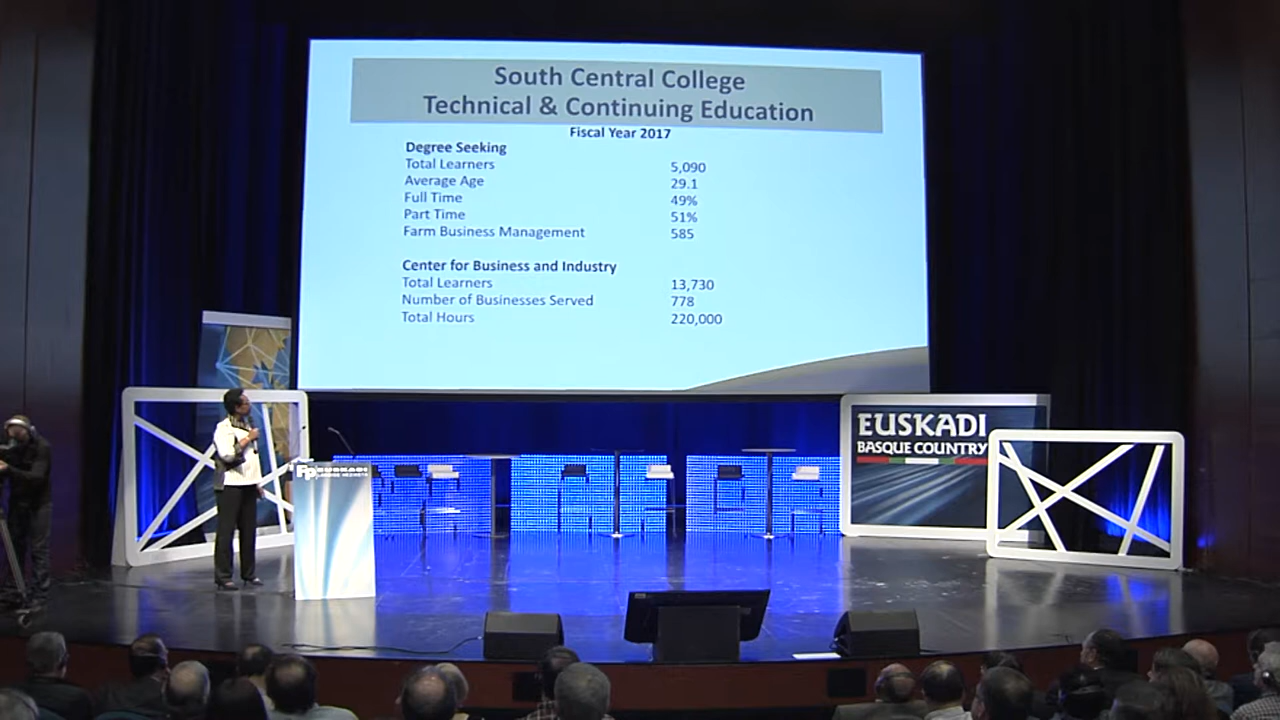 South Central College
Technical & Continuing Education
Fiscal Year 2017
Degree Seeking
Total Learners 5,090
Average Age 29.1
Full Time 49%
Part Time 51%
Farm Business Management 585
Center for Business and Industry
Total Learners 13,730
Number of Businesses Served 778
Total Hours 220,000
EUSKADI
BASQUE COUNTRY
FP EUSKADI